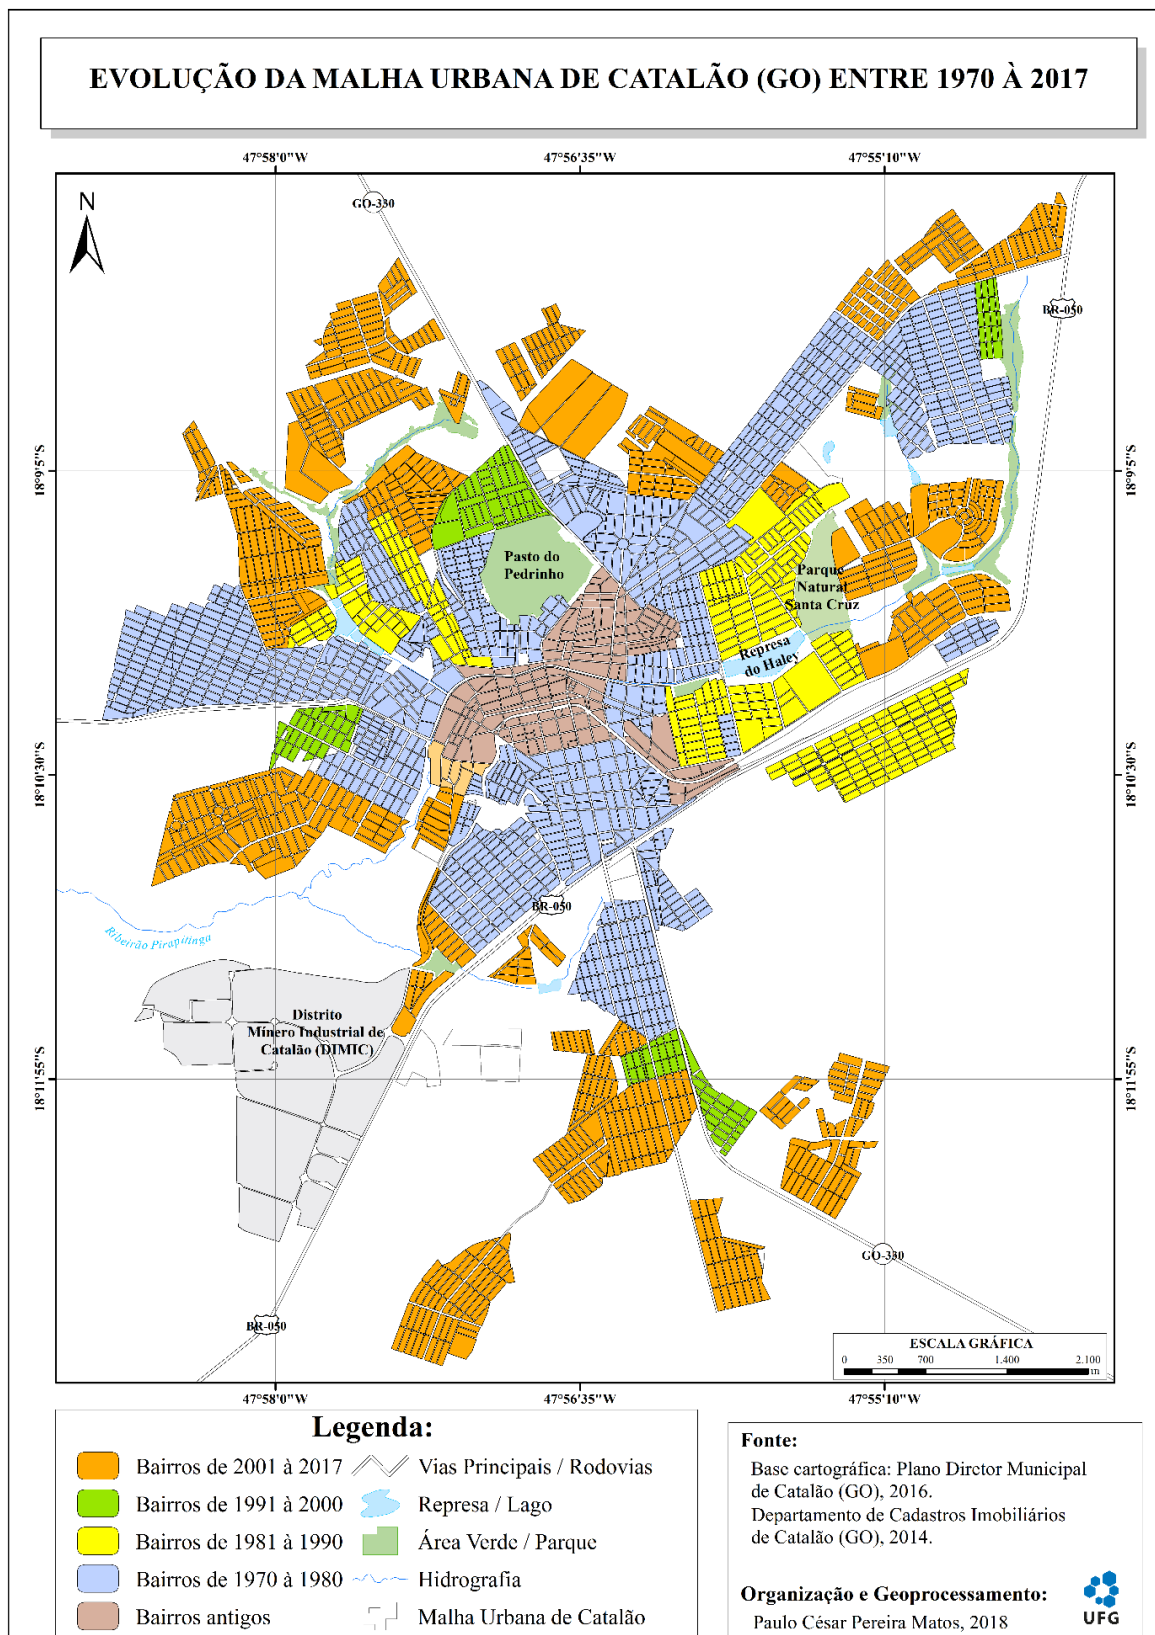 EVOLUÇÃO DA MALHA URBANA DE CATALÃO (GO) ENTRE 1970 À 2017
47°58'0"W
47°56'35"W
47°55'10"W
N
GO-330
BR-050
18°9'5"S
18°9'5"S
Pasto do
Pedrinho
Parque
Natural
Santa Cruz
Represa
do Haley
18°10'30"S
18°10'30"S
BR-050
Ribeirão Pirapitinga
Distrito
Mínero Industrial de
Catalão (DIMIC)
18°11'55"S
18°11'55"S
GO-330
BR-050
ESCALA GRÁFICA
0 350 700 1.400 2.100
m
47°58'0"W
47°56'35"W
47°55'10"W
Legenda:
Bairros de 2001 à 2017
Bairros de 1991 à 2000
Bairros de 1981 à 1990
Bairros de 1970 à 1980
Bairros antigos
Vias Principais / Rodovias
Represa / Lago
Área Verde / Parque
Hidrografia
Malha Urbana de Catalão
Fonte:
Base cartográfica: Plano Diretor Municipal
de Catalão (GO), 2016.
Departamento de Cadastros Imobiliários
de Catalão (GO), 2014.
Organização e Geoprocessamento:
Paulo César Pereira Matos, 2018
UFG